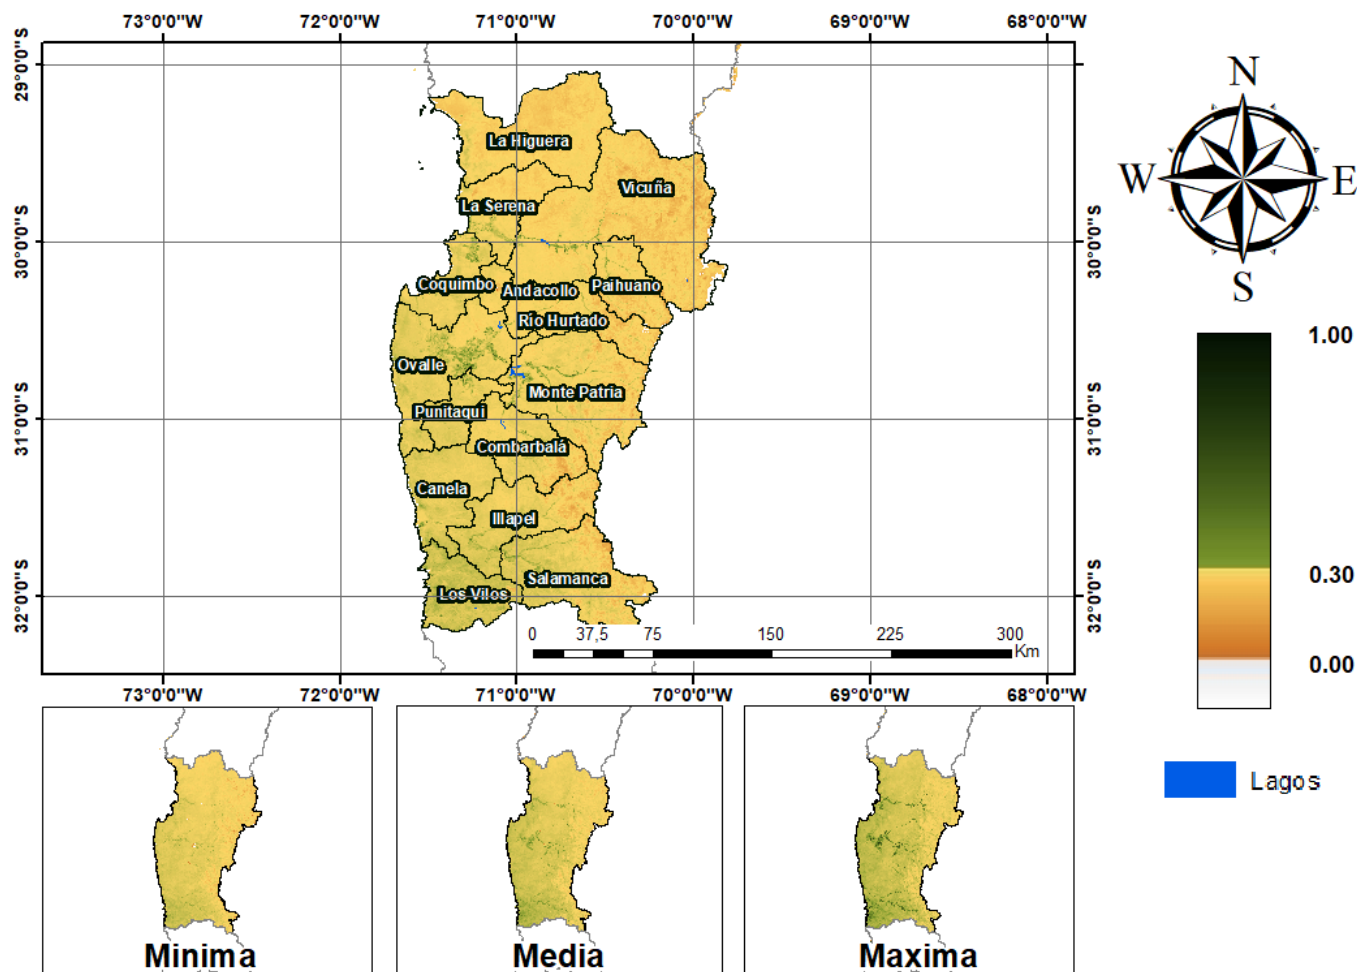 73°0'0"W 72°0'0"W 71°0'0"W 70°0'0"W 69°0'0"W 68°0'0"W
29°0'0"S
30°0'0"S 30°0'0"S
31°0'0"S 31°0'0"S
32°0'0"S 32°0'0"S
La Higuera
Vicuña
La Serena
Coquimbo
Andacollo
Paihuano
Río Hurtado
Ovalle
Monte Patria
Punitaqui
Combarbalá
Canela
Illapel
Salamanca
Los Vilos
0 37,5 75 150 225 300
Km
73°0'0"W 72°0'0"W 71°0'0"W 70°0'0"W 69°0'0"W 68°0'0"W
N
W E
S
1.00
0.30
0.00
Lagos
Minima Media Maxima